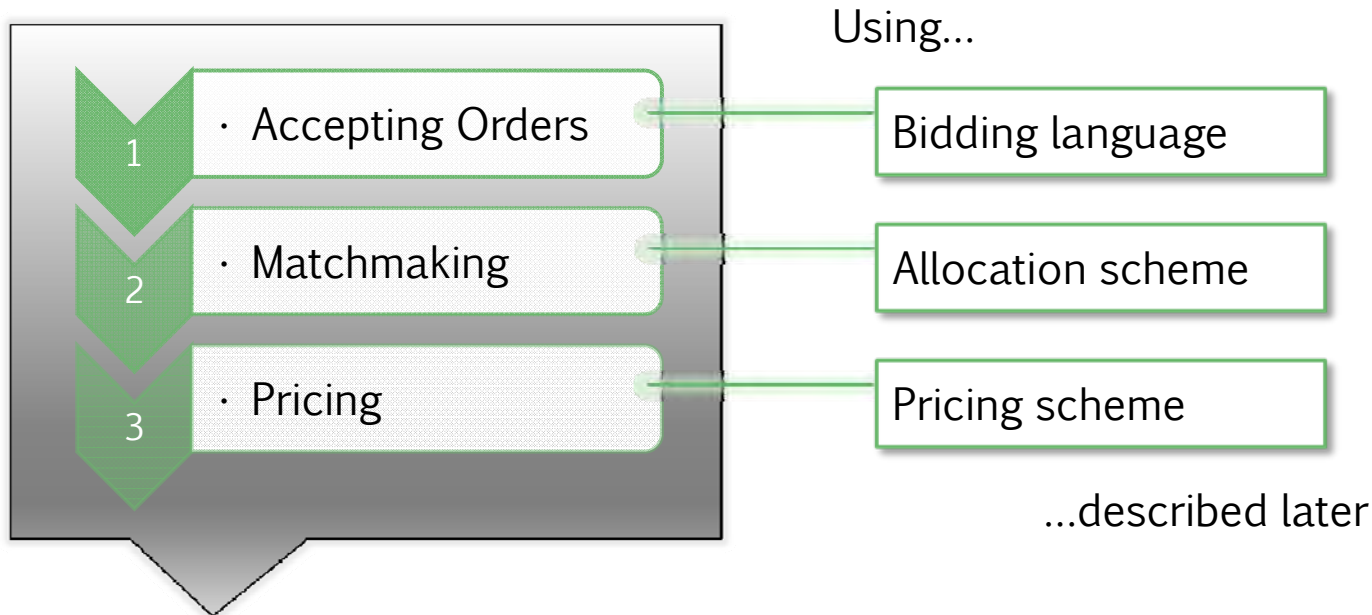 Using...
1
· Accepting Orders
Bidding language
2
· Matchmaking
Allocation scheme
3
· Pricing
Pricing scheme
...described later